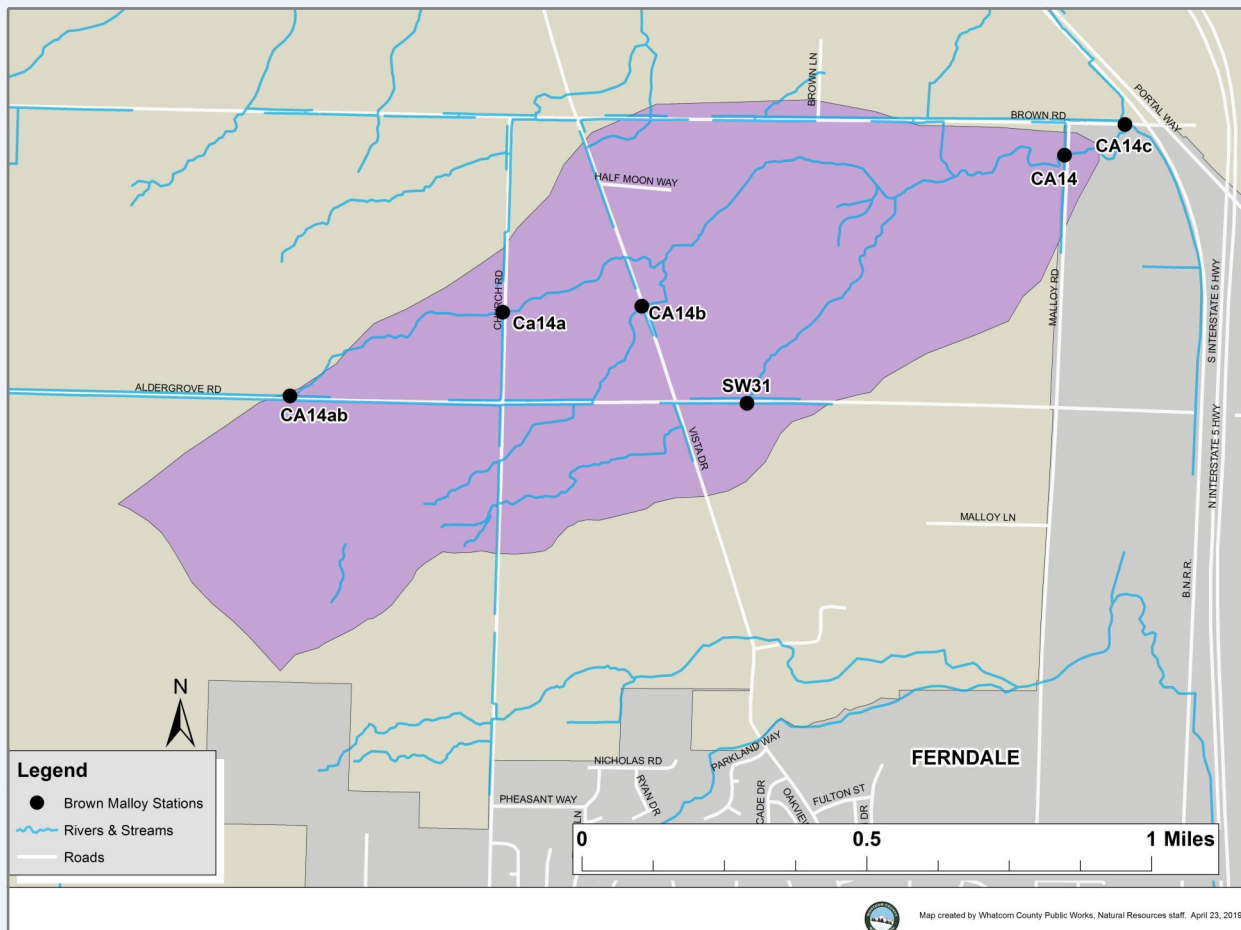 BROWN LN
BROWN RD
PORTAL WAY
CA14c
CA14
HALF MOON WAY
CHURCH RD
Ca14a
CA14b
MALLOY RD
S INTERSTATE 5 HWY
ALDERGROVE RD
CA14ab
SW31
VISTA DR
N INTERSTATE 5 HWY
MALLOY LN
B.N.R.R.
N
FERNDALE
PARKLAND WAY
NICHOLAS RD
RYAN DR
PHEASANT WAY
LN
CADE DR
OAKVIEW
FULTON ST
DR
Legend
Brown Malloy Stations
Rivers & Streams
Roads
0 0.5 1 Miles
Map created by Whatcom County Public Works, Natural Resources staff. April 23, 2019